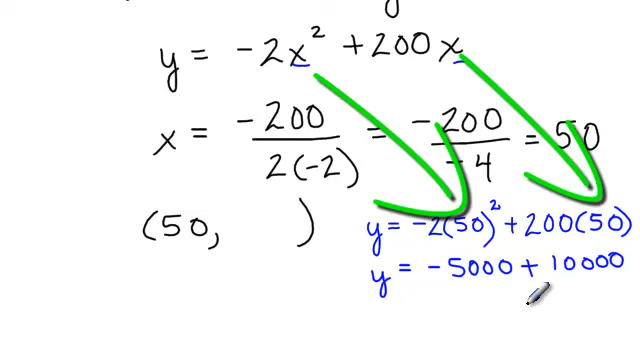 y = -2x² + 200x
x = -200 / 2(-2) = -200 / -4 = 50
(50, )
y = -2(50)² + 200(50)
y = -5000 + 10000